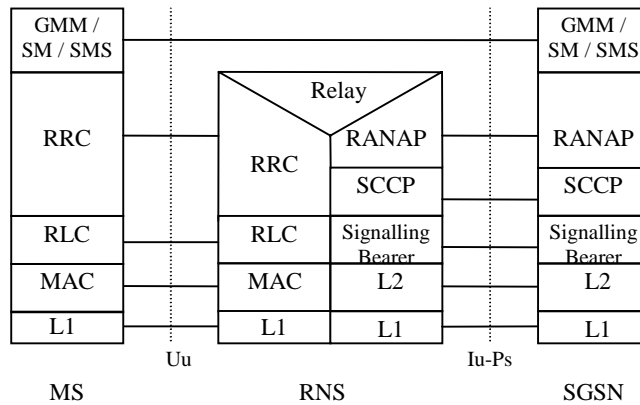 GMM /
SM / SMS
GMM /
SM / SMS
Relay
RRC
RRC
RANAP
RANAP
SCCP
SCCP
RLC
RLC
Signalling
Bearer
Signalling
Bearer
MAC
MAC
L2
L2
L1
L1
L1
L1
Uu
Iu-Ps
MS
RNS
SGSN